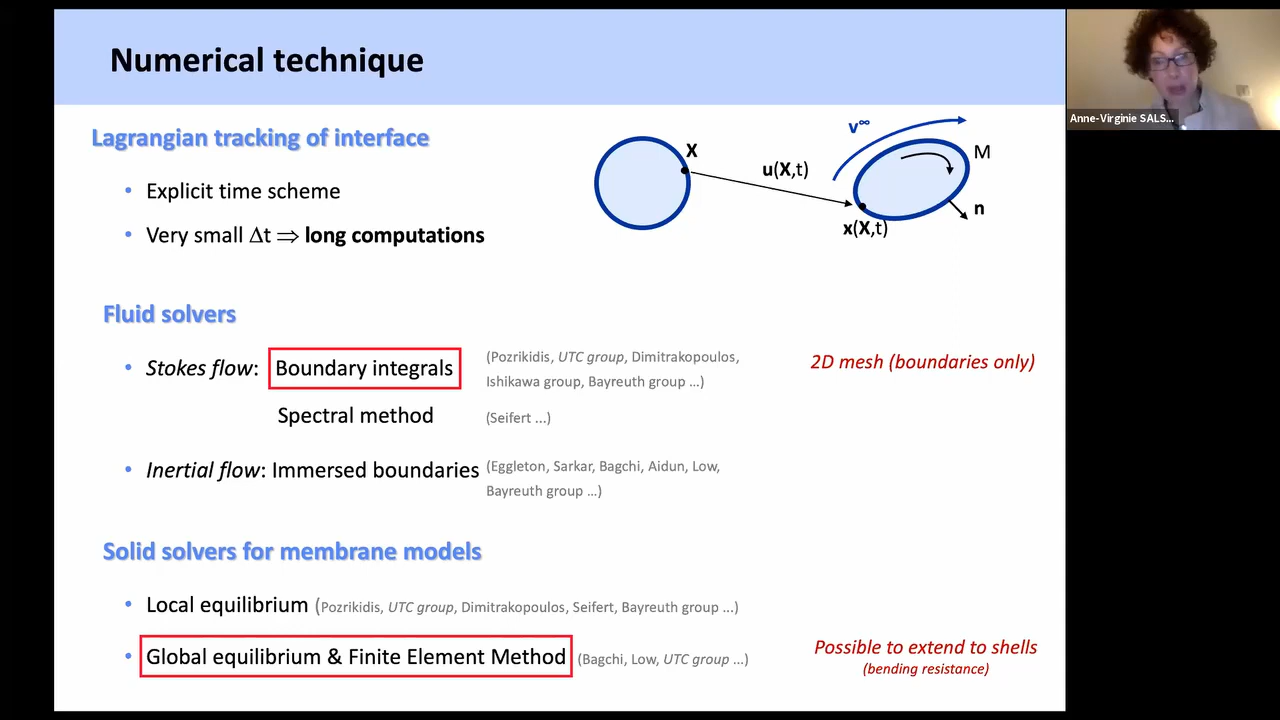 Numerical technique
Anne-Virginie SALS...
Lagrangian tracking of interface
• Explicit time scheme
• Very small Δt ⇒ long computations
X
u(X,t)
v∞
M
n
x(X,t)
Fluid solvers
• Stokes flow: Boundary integrals
(Pozrikidis, UTC group, Dimitrakopoulos,
Ishikawa group, Bayreuth group ...)
2D mesh (boundaries only)
Spectral method (Seifert ...)
• Inertial flow: Immersed boundaries
(Eggleton, Sarkar, Bagchi, Aidun, Low,
Bayreuth group ...)
Solid solvers for membrane models
• Local equilibrium (Pozrikidis, UTC group, Dimitrakopoulos, Seifert, Bayreuth group ...)
• Global equilibrium & Finite Element Method (Bagchi, Low, UTC group ...)
Possible to extend to shells
(bending resistance)